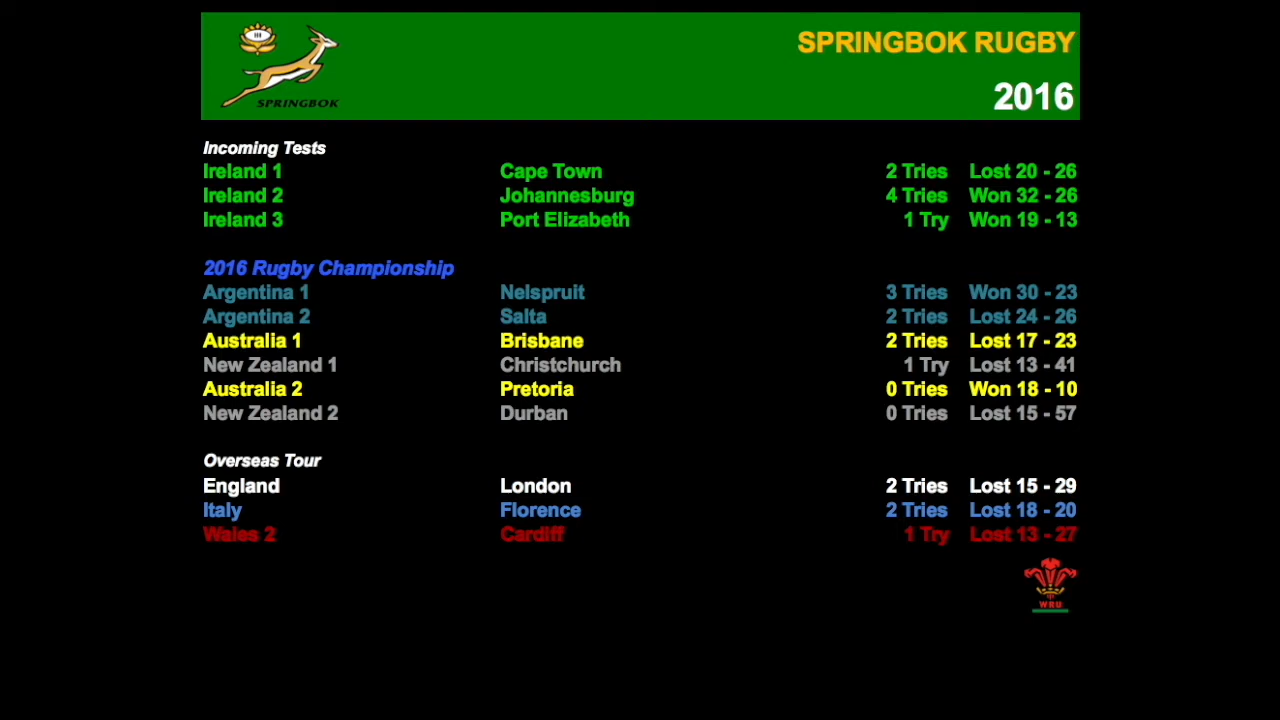 SPRINGBOK RUGBY
2016
SPRINGBOK
Incoming Tests
Ireland 1 Cape Town 2 Tries Lost 20 - 26
Ireland 2 Johannesburg 4 Tries Won 32 - 26
Ireland 3 Port Elizabeth 1 Try Won 19 - 13
2016 Rugby Championship
Argentina 1 Nelspruit 3 Tries Won 30 - 23
Argentina 2 Salta 2 Tries Lost 24 - 26
Australia 1 Brisbane 2 Tries Lost 17 - 23
New Zealand 1 Christchurch 1 Try Lost 13 - 41
Australia 2 Pretoria 0 Tries Won 18 - 10
New Zealand 2 Durban 0 Tries Lost 15 - 57
Overseas Tour
England London 2 Tries Lost 15 - 29
Italy Florence 2 Tries Lost 18 - 20
Wales 2 Cardiff 1 Try Lost 13 - 27
WRU